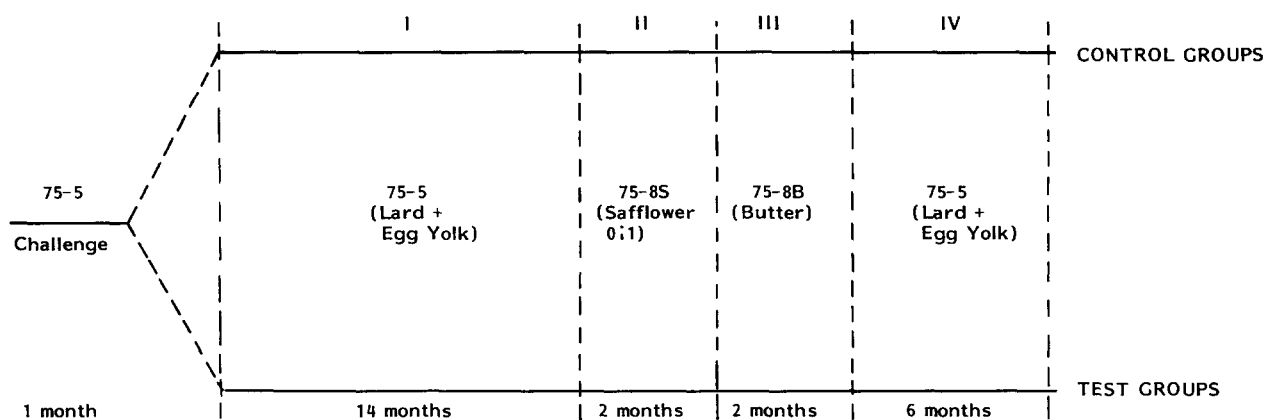 I II III IV
CONTROL GROUPS
75-5
Challenge
75-5
(Lard +
Egg Yolk)
75-8S
(Safflower
0;1)
75-8B
(Butter)
75-5
(Lard +
Egg Yolk)
TEST GROUPS
1 month 14 months 2 months 2 months 6 months